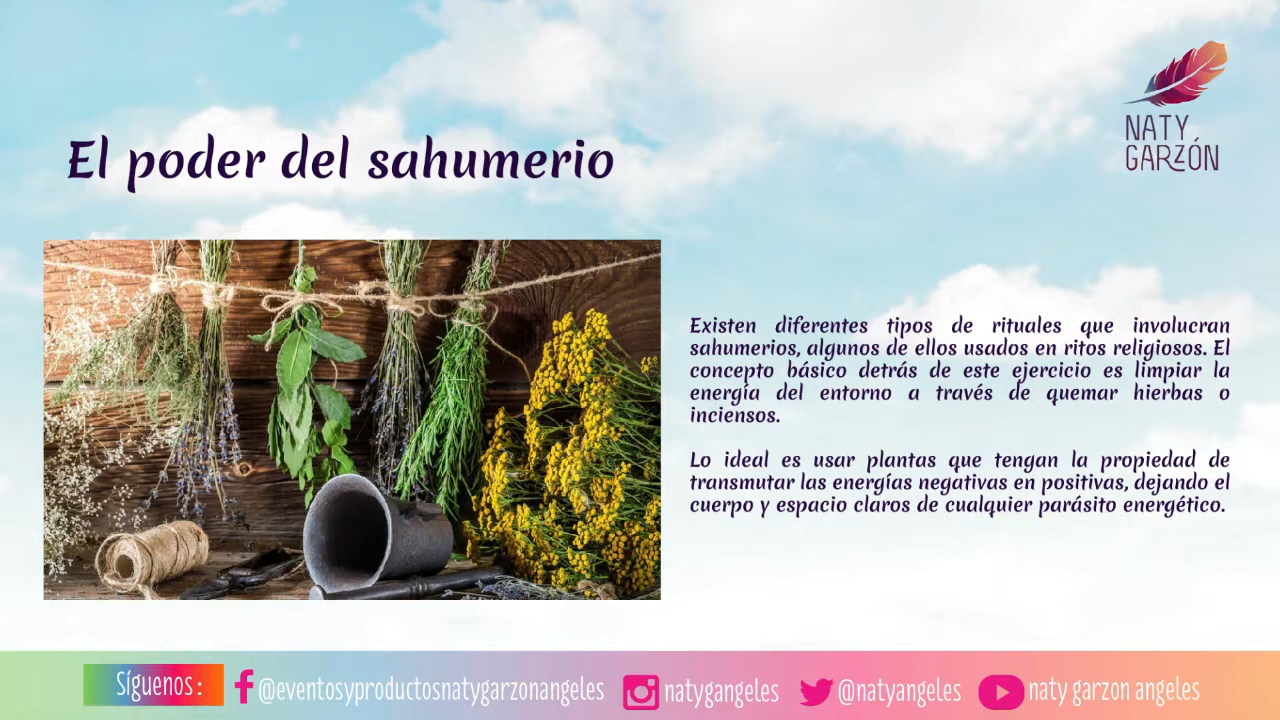 NATY
GARZÓN
El poder del sahumerio
Existen diferentes tipos de rituales que involucran
sahumerios, algunos de ellos usados en ritos religiosos. El
concepto básico detrás de este ejercicio es limpiar la
energía del entorno a través de quemar hierbas o
inciensos.
Lo ideal es usar plantas que tengan la propiedad de
transmutar las energías negativas en positivas, dejando el
cuerpo y espacio claros de cualquier parásito energético.
Síguenos: @eventosyproductosnatygarzonangeles natygangeles @natyangeles naty garzon angeles